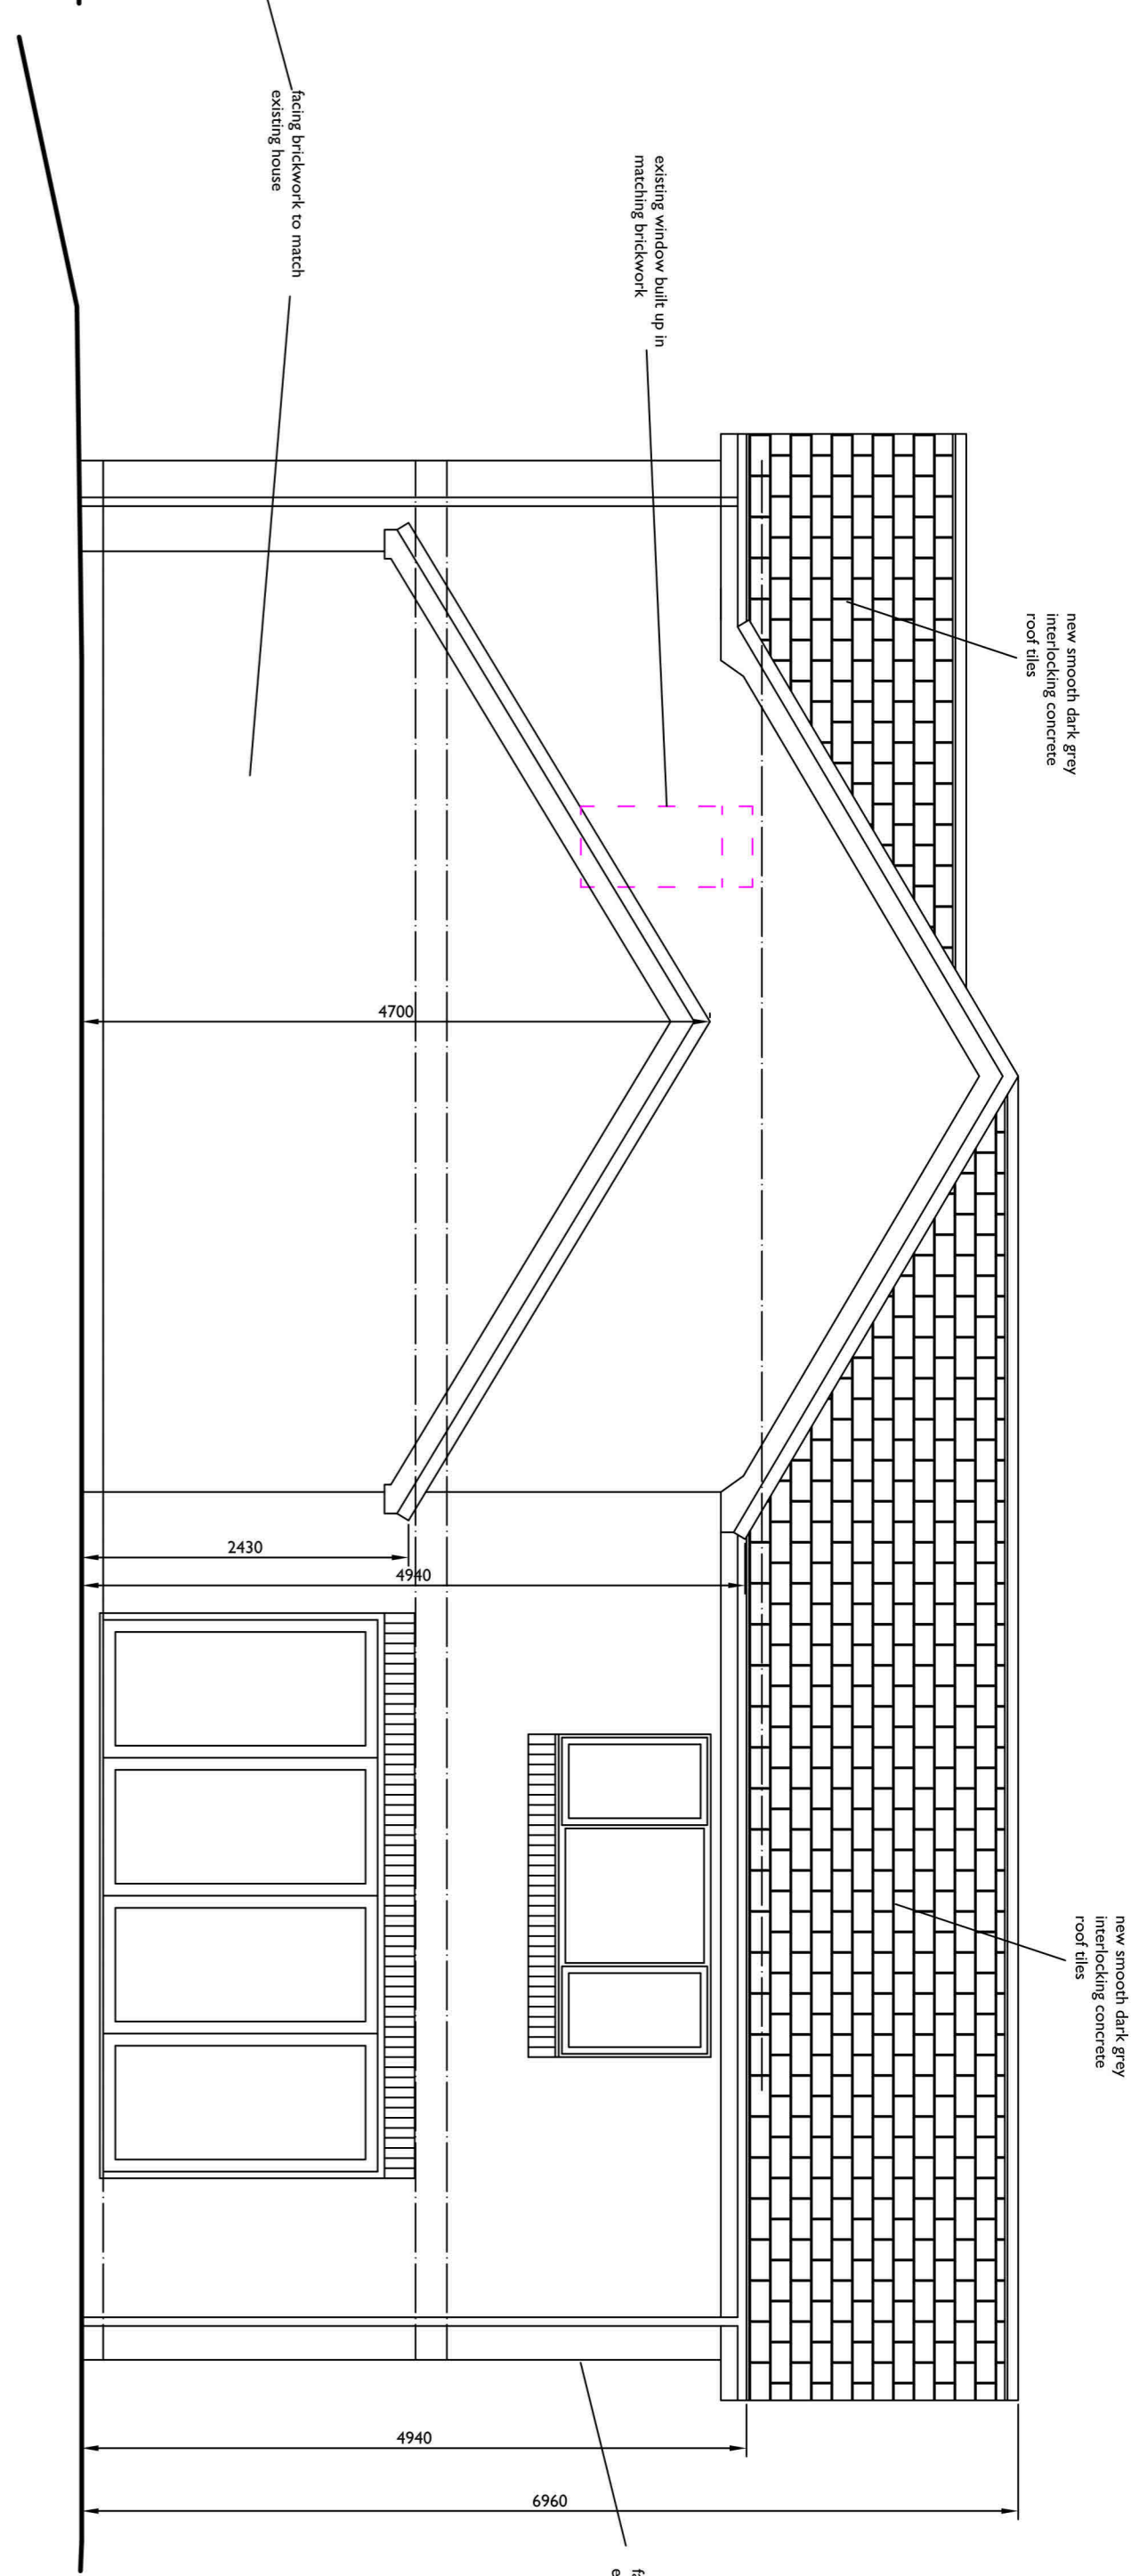 new smooth dark grey
interlocking concrete
roof tiles
new smooth dark grey
interlocking concrete
roof tiles
existing window built up in
matching brickwork
facing brickwork to match
existing house
4700
2430
4940
4940
6960